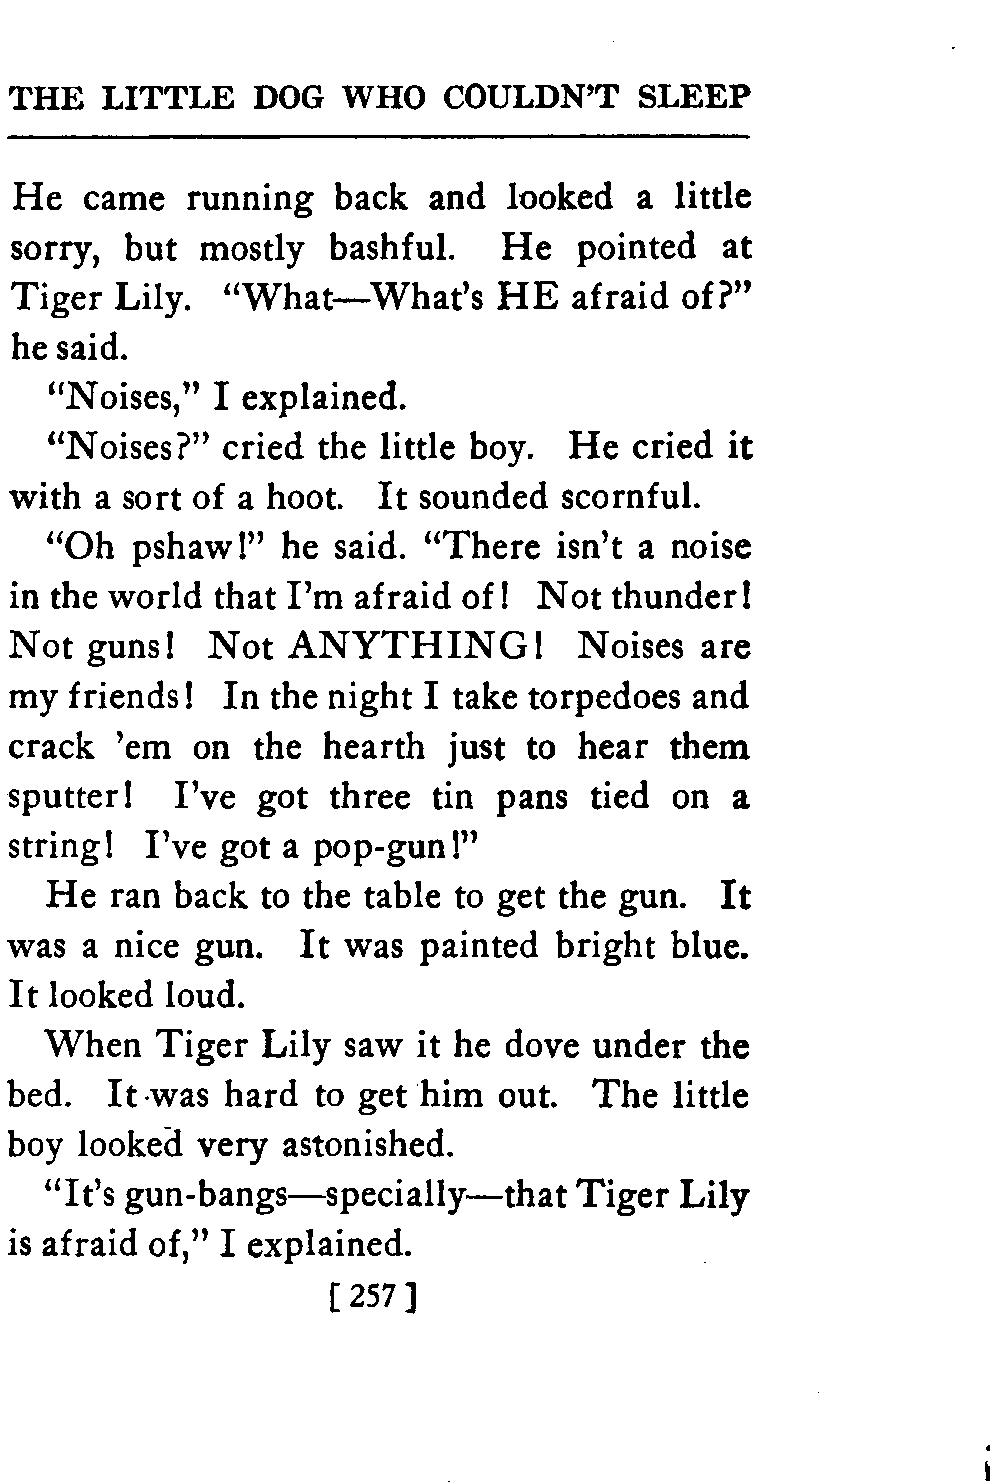 THE LITTLE DOG WHO COULDN'T SLEEP
He came running back and looked a little
sorry, but mostly bashful. He pointed at
Tiger Lily. “What—What's HE afraid of?”
he said.
“Noises,” I explained.
“Noises?” cried the little boy. He cried it
with a sort of a hoot. It sounded scornful.
“Oh pshaw!” he said. “There isn't a noise
in the world that I'm afraid of! Not thunder!
Not guns! Not ANYTHING! Noises are
my friends! In the night I take torpedoes and
crack ’em on the hearth just to hear them
sputter! I've got three tin pans tied on a
string! I've got a pop-gun!”
He ran back to the table to get the gun. It
was a nice gun. It was painted bright blue.
It looked loud.
When Tiger Lily saw it he dove under the
bed. It was hard to get him out. The little
boy looked very astonished.
“It's gun-bangs—specially—that Tiger Lily
is afraid of,” I explained.
[ 257 ]